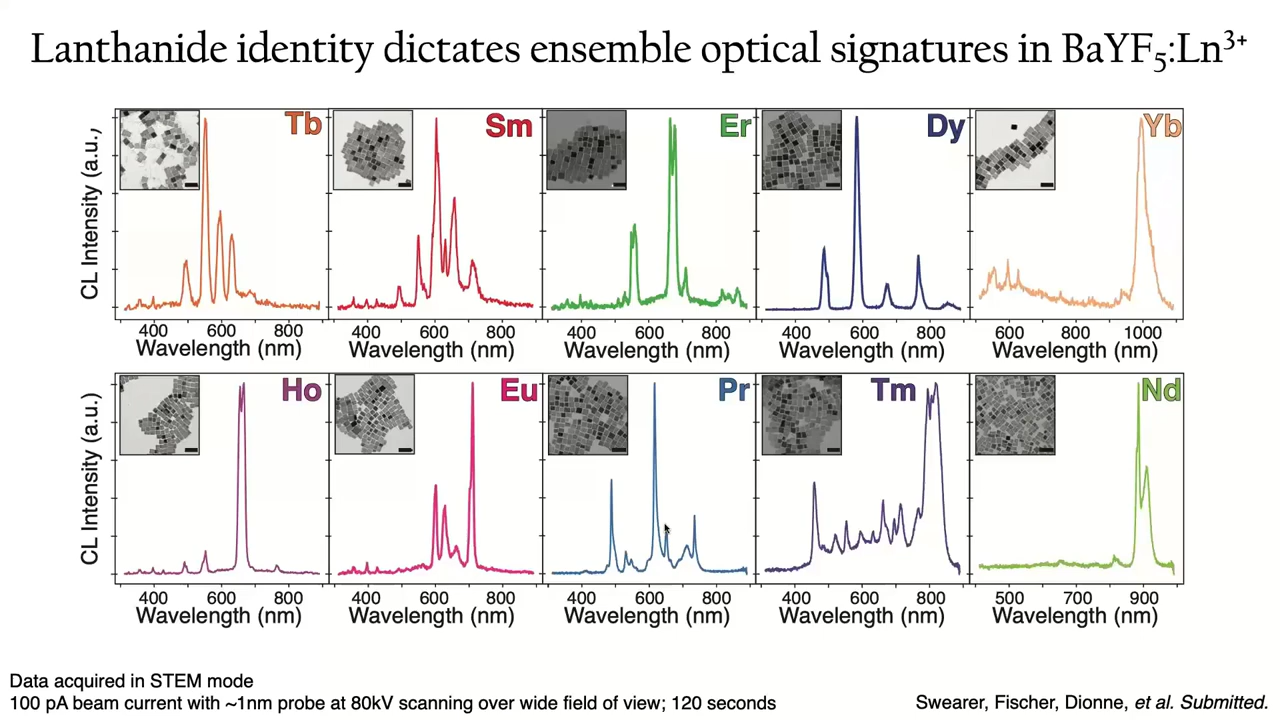 Lanthanide identity dictates ensemble optical signatures in BaYF₅:Ln³⁺
CL Intensity (a.u.,
Tb
Sm
Er
Dy
Yb
400 600 800
400 600 800
400 600 800
400 600 800
600 800 1000
Wavelength (nm)
Wavelength (nm)
Wavelength (nm)
Wavelength (nm)
Wavelength (nm)
CL Intensity (a.u.)
Ho
Eu
Pr
Tm
Nd
400 600 800
400 600 800
400 600 800
400 600 800
500 700 900
Wavelength (nm)
Wavelength (nm)
Wavelength (nm)
Wavelength (nm)
Wavelength (nm)
Data acquired in STEM mode
100 pA beam current with ~1nm probe at 80kV scanning over wide field of view; 120 seconds
Swearer, Fischer, Dionne, et al. Submitted.